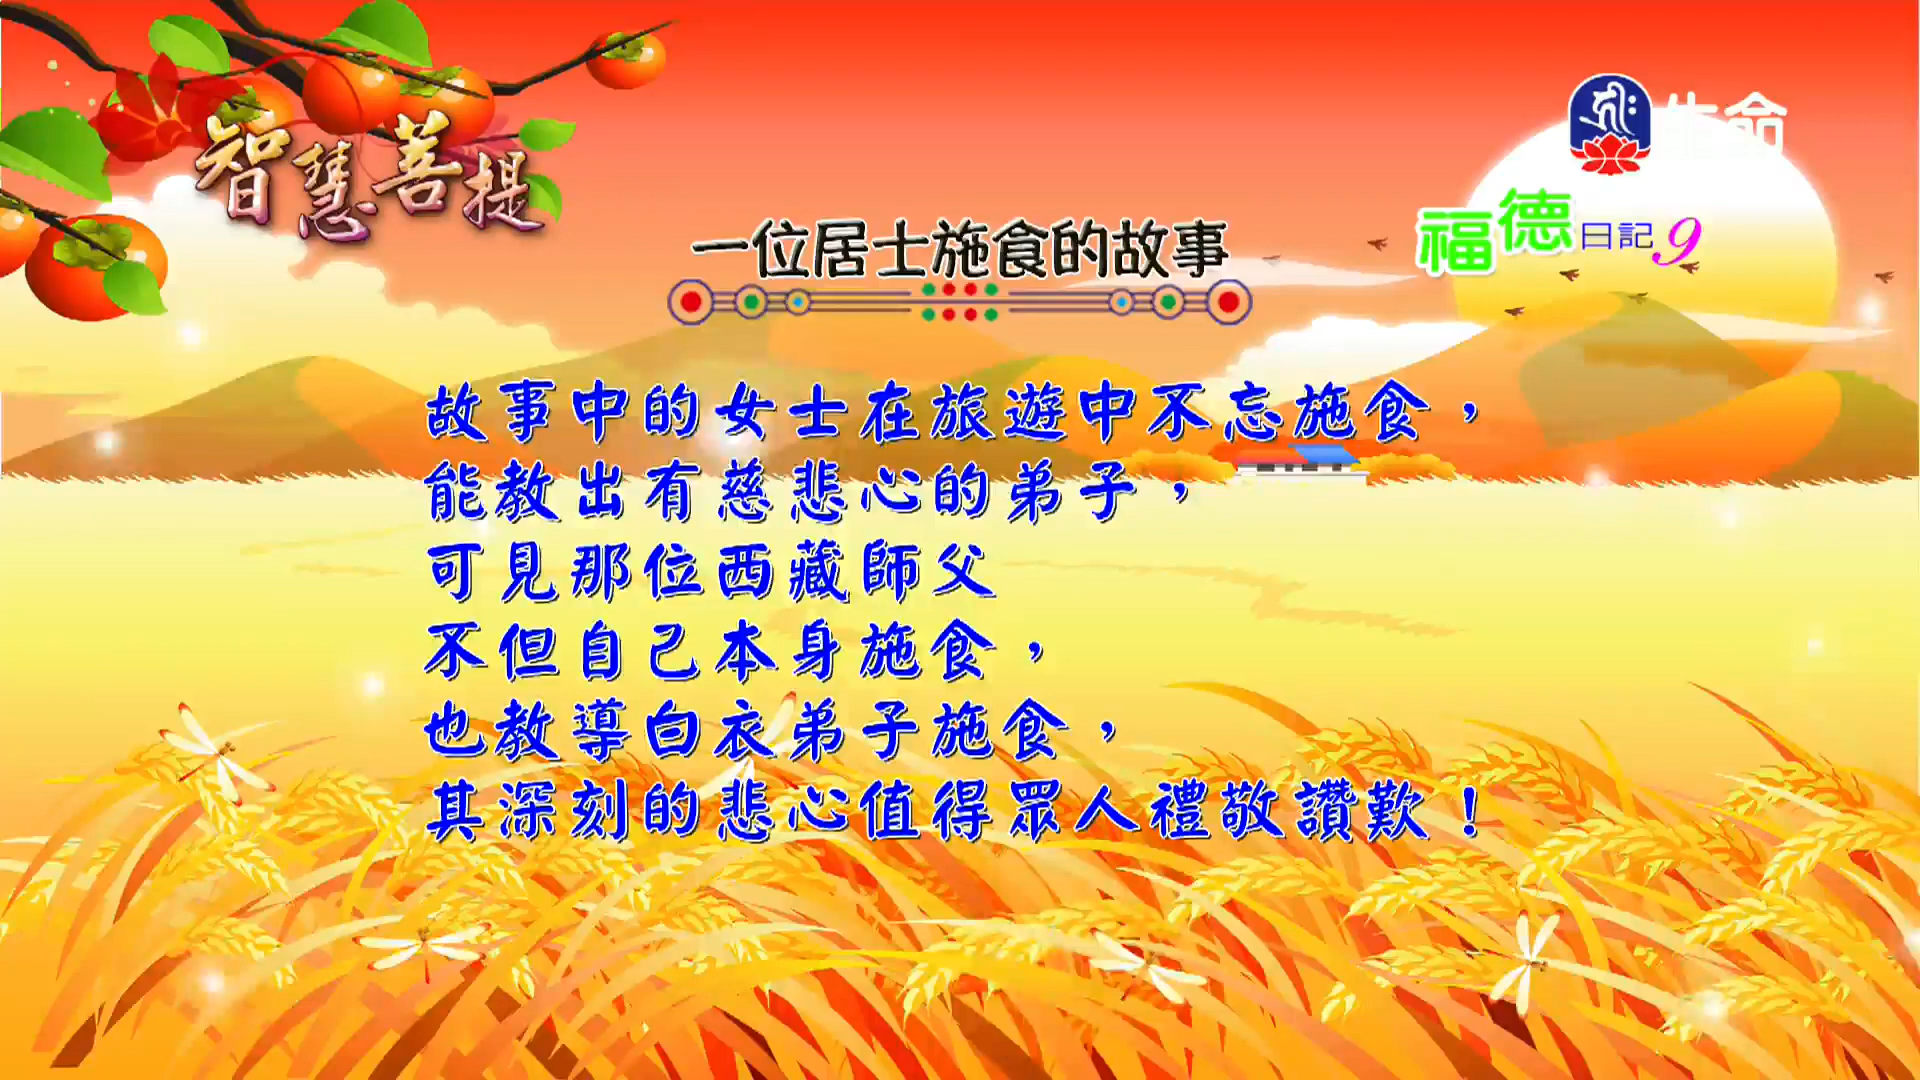 智慧菩提
生命
福德日記9
一位居士施食的故事
故事中的女士在旅遊中不忘施食，
能教出有慈悲心的弟子，
可見那位西藏師父
不但自己本身施食，
也教導白衣弟子施食，
其深刻的悲心值得眾人禮敬讚歎！